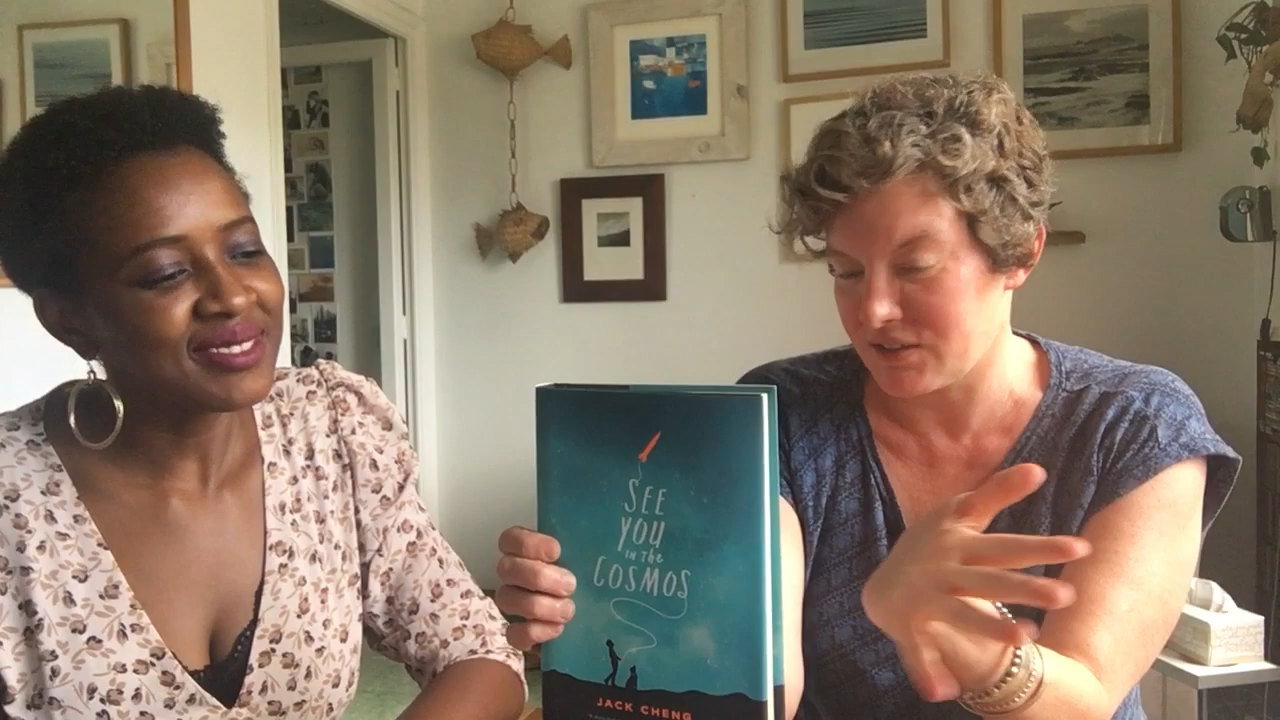 SEE
YOU
IN THE
COSMOS
JACK CHENG